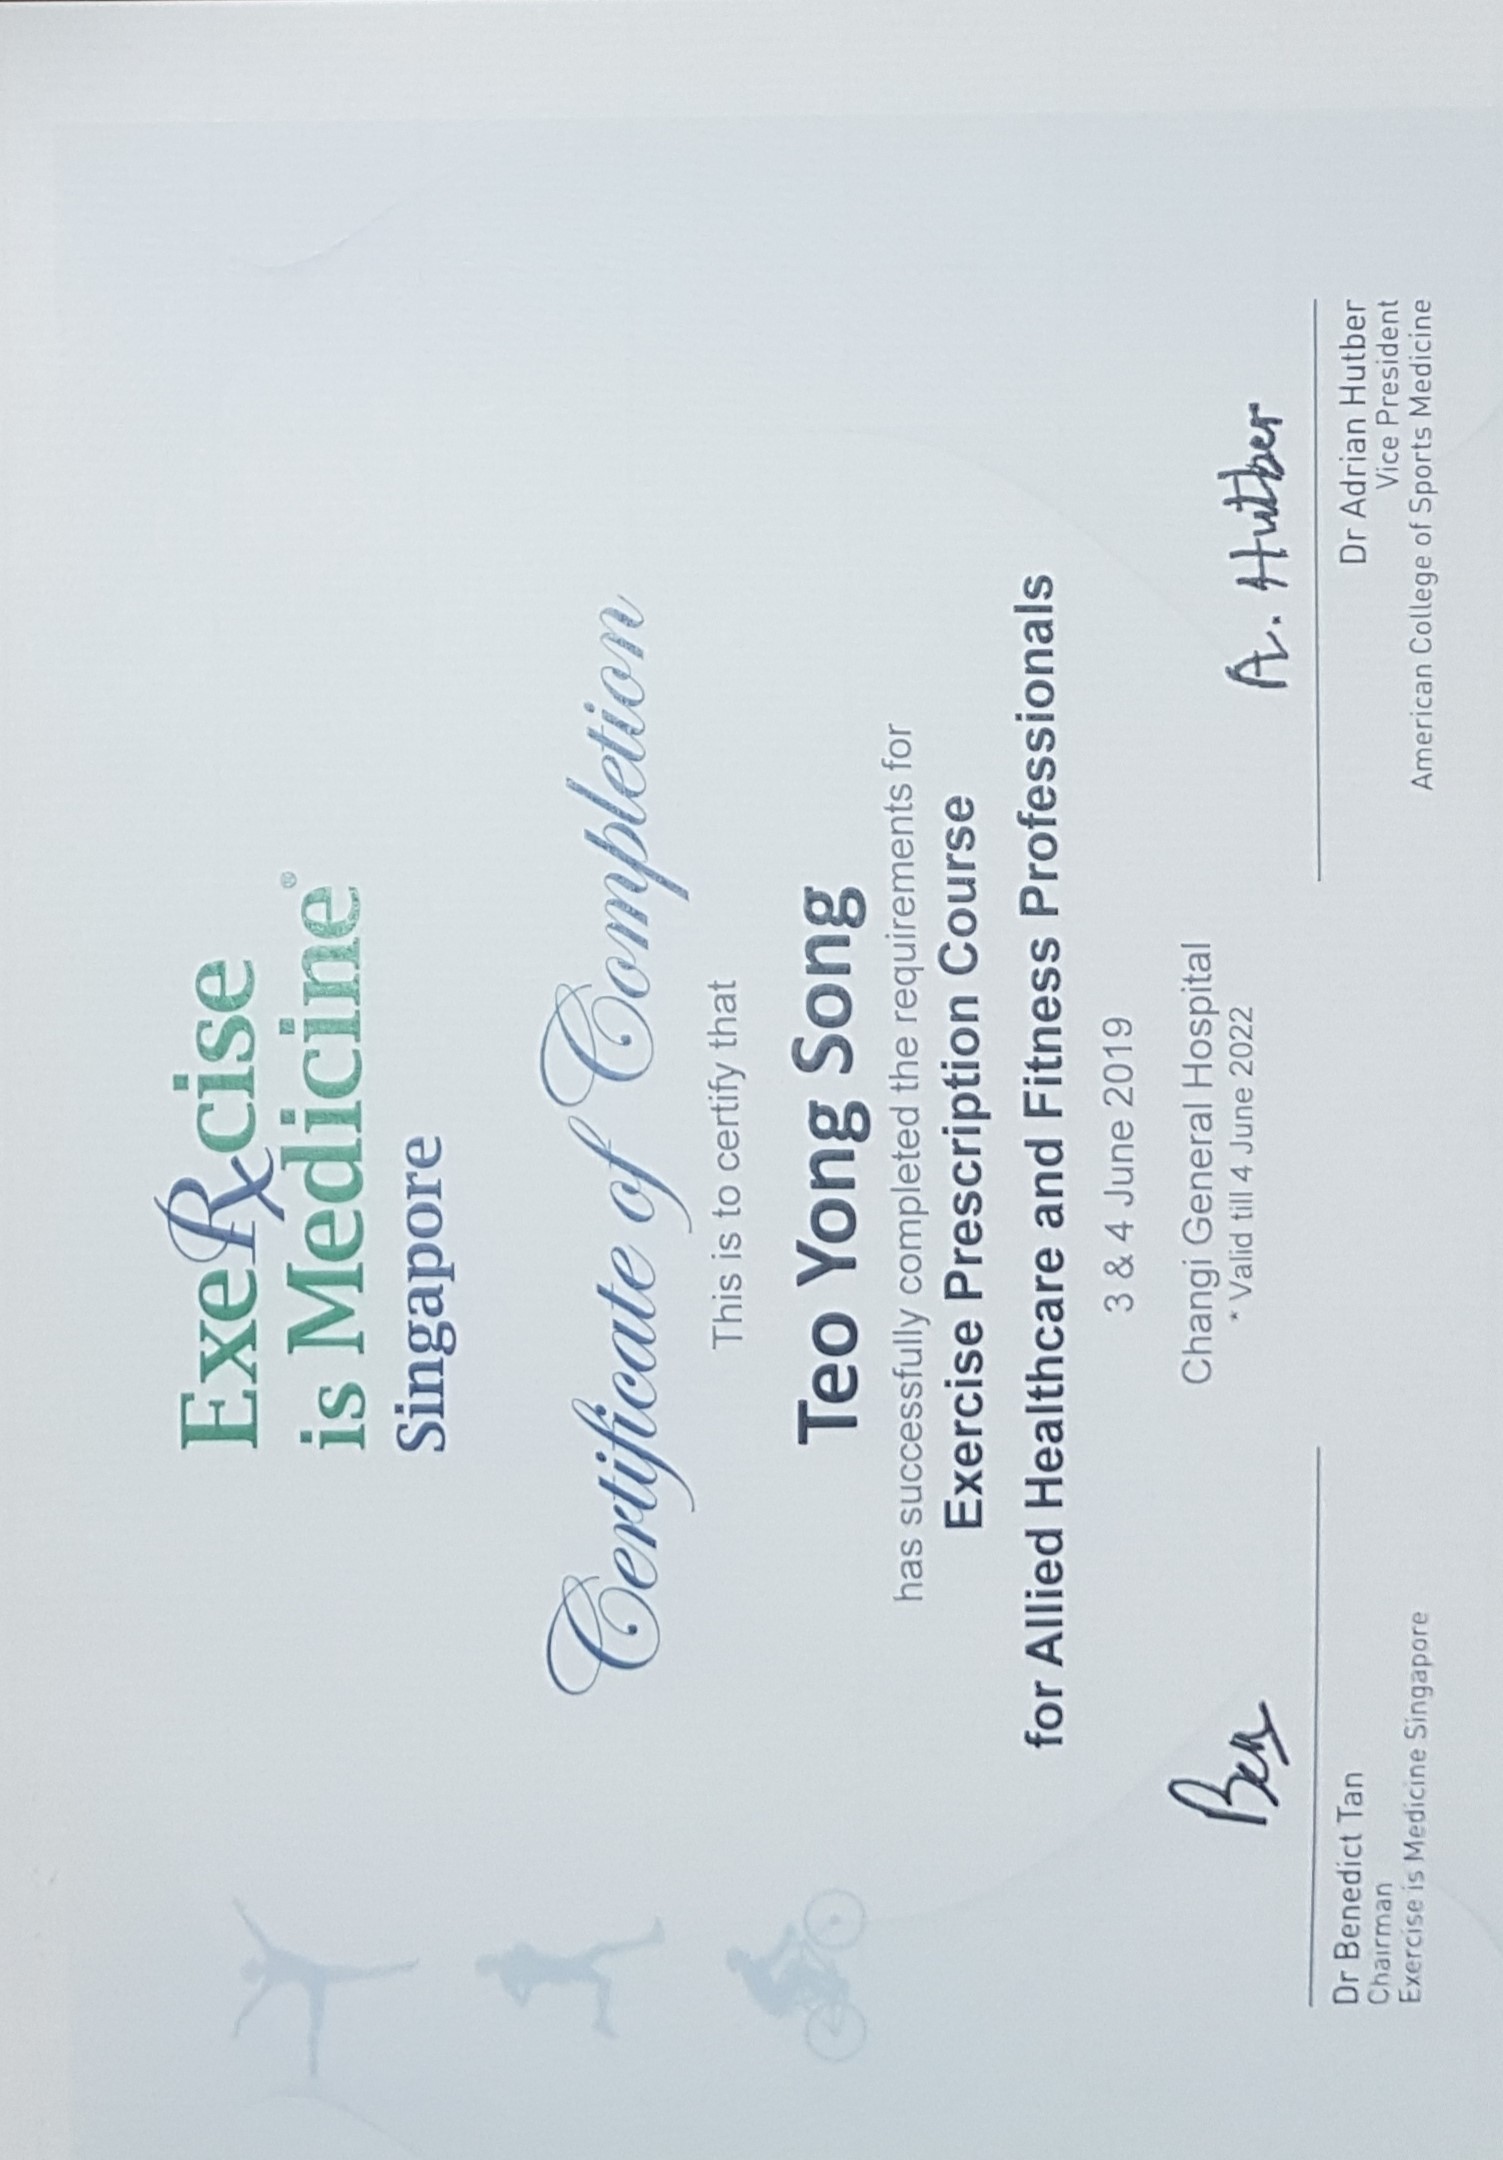 ExeRxcise
is Medicine®
Singapore
Certificate of Completion
This is to certify that
Teo Yong Song
has successfully completed the requirements for
Exercise Prescription Course
for Allied Healthcare and Fitness Professionals
3 & 4 June 2019
Changi General Hospital
* Valid till 4 June 2022
Ben
Dr Benedict Tan
Chairman
Exercise is Medicine Singapore
A. Hutber
Dr Adrian Hutber
Vice President
American College of Sports Medicine